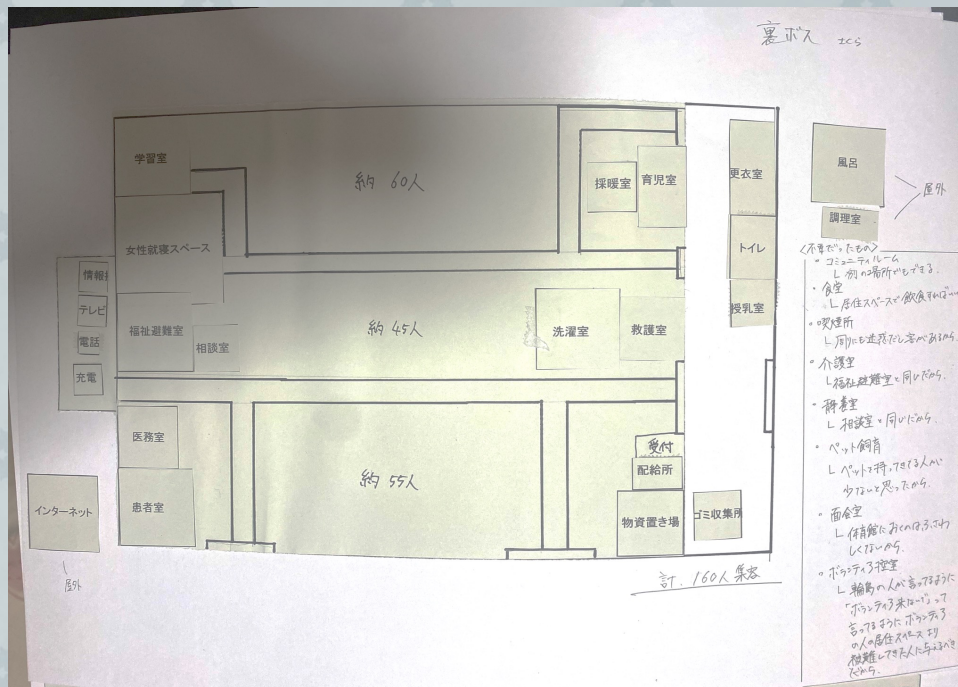 裏ボス
学習室
約 60人
採暖室
育児室
更衣室
風呂
屋外
調理室
女性就寝スペース
トイレ
情報
テレビ
電話
充電
福祉避難室
相談室
約 45人
洗濯室
救護室
授乳室
医務室
患者室
約 55人
受付
配給所
物資置き場
ゴミ収集所
インターネット
屋外
計. 160人
<不要だったもの>
・コミュニティルーム
└ 別の場所でもできる.
・食堂
└ 居住スペースで飲食すれば
・喫煙所
└ 周りにも迷惑だし害があるから.
・介護室
└ 福祉避難室と同じだから.
・静養室
└ 相談室と同じだから.
・ペット飼育
└ ペットを持ってきてる人が
少ないと思ったから.
・面会室
└ 体育館におくのはふさわ
しくないから.
・ボランティア控室
└ 輪島の人が言ってるように
"ボランティア来ないで"って
言ってるようにボランティア
の人の居住スペースより
避難してきた人に与えるべき
だから.